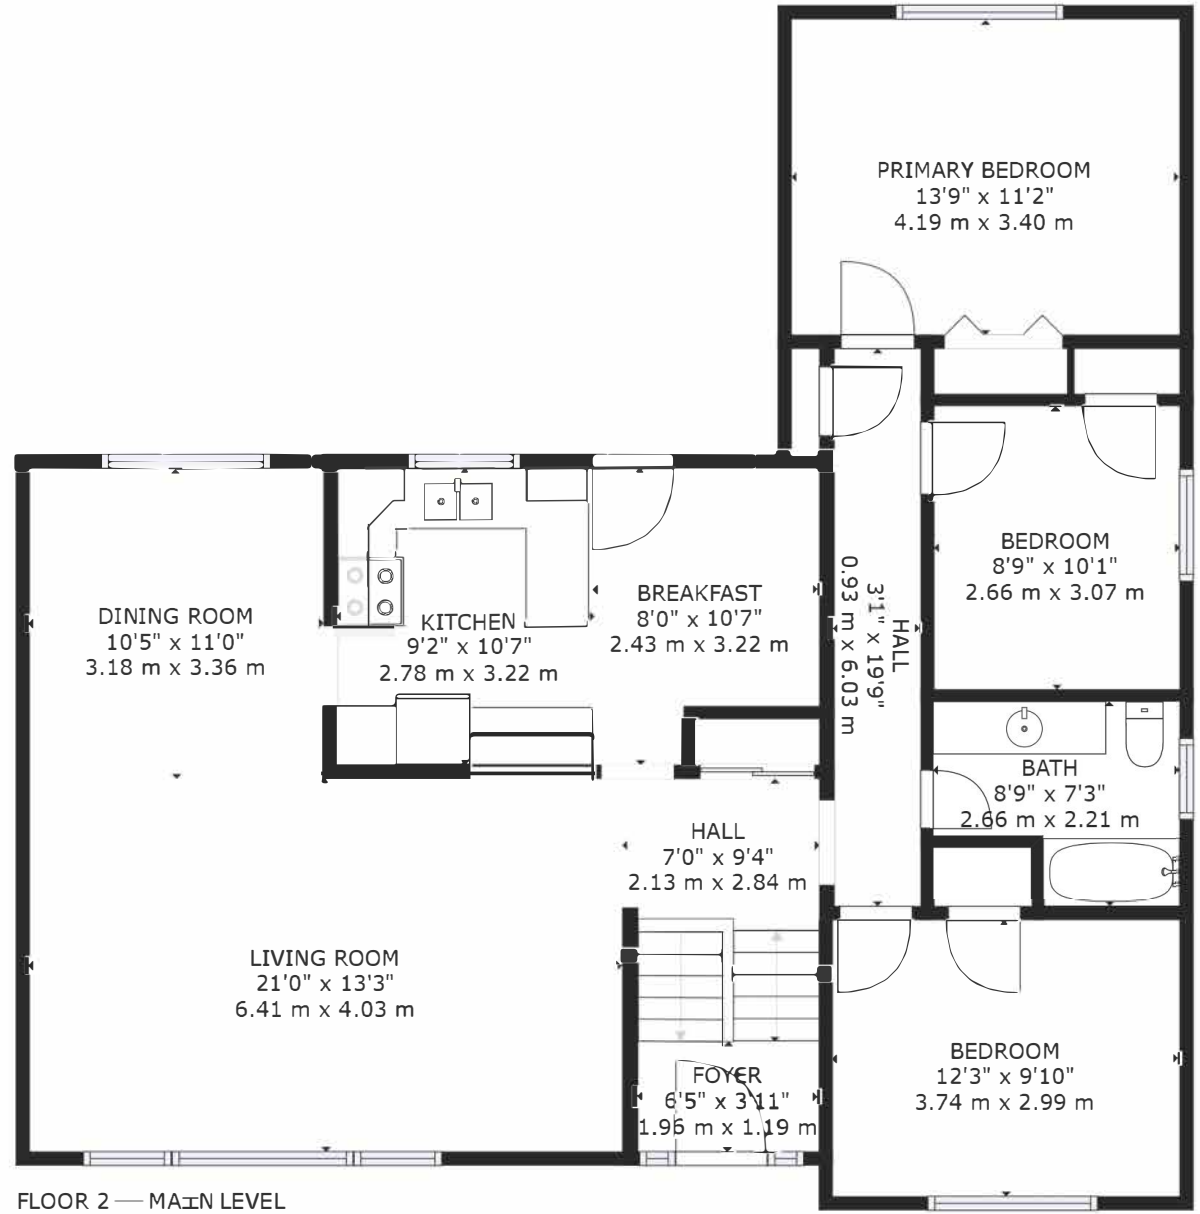 PRIMARY BEDROOM
13'9" x 11'2"
4.19 m x 3.40 m
BEDROOM
8'9" x 10'1"
2.66 m x 3.07 m
DINING ROOM
10'5" x 11'0"
3.18 m x 3.36 m
KITCHEN
9'2" x 10'7"
2.78 m x 3.22 m
BREAKFAST
8'0" x 10'7"
2.43 m x 3.22 m
HALL
3'1" x 19'9"
0.93 m x 6.03 m
BATH
8'9" x 7'3"
2.66 m x 2.21 m
HALL
7'0" x 9'4"
2.13 m x 2.84 m
LIVING ROOM
21'0" x 13'3"
6.41 m x 4.03 m
FOYER
6'5" x 3'11"
1.96 m x 1.19 m
BEDROOM
12'3" x 9'10"
3.74 m x 2.99 m
FLOOR 2 — MAIN LEVEL